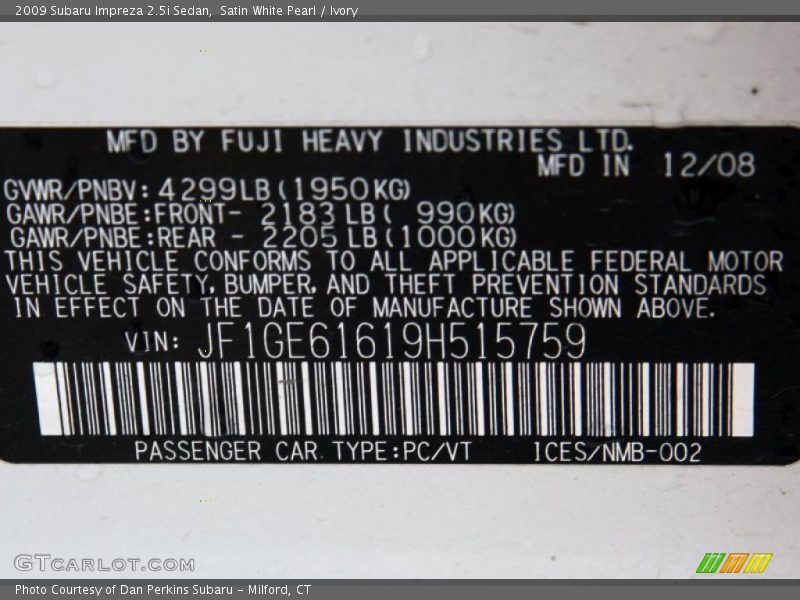 2009 Subaru Impreza 2.5i Sedan,  Satin White Pearl / Ivory
MFD BY FUJI HEAVY INDUSTRIES LTD.
MFD IN 12/08
GVWR/PNBV: 4299LB(1950KG)
GAWR/PNBE:FRONT- 2183LB( 990KG)
GAWR/PNBE:REAR - 2205LB(1000KG)
THIS VEHICLE CONFORMS TO ALL APPLICABLE FEDERAL MOTOR
VEHICLE SAFETY, BUMPER, AND THEFT PREVENTION STANDARDS
IN EFFECT ON THE DATE OF MANUFACTURE SHOWN ABOVE.
VIN: JF1GE61619H515759
PASSENGER CAR TYPE:PC/VT ICES/NMB-002
GTCARLOT.COM
Photo Courtesy of Dan Perkins Subaru - Milford, CT